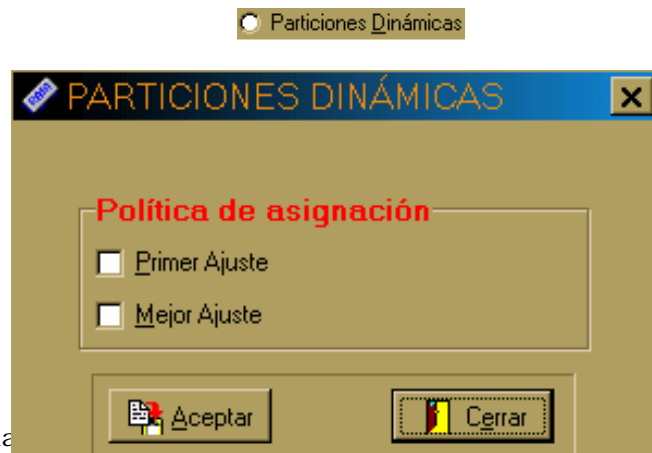 Particiones Dinámicas
PARTICIONES DINÁMICAS
Política de asignación
Primer Ajuste
Mejor Ajuste
Aceptar Cerrar